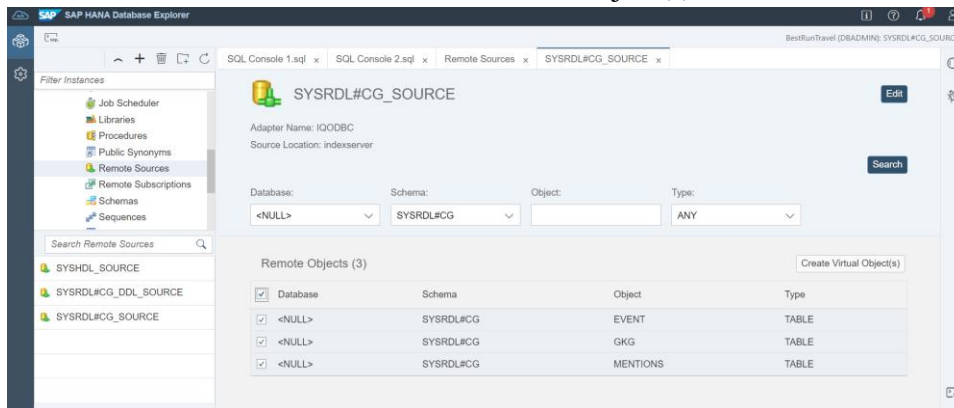 SAP SAP HANA Database Explorer
BestRunTravel (DBADMIN): SYSRDL#CG_SOURC
SQL Console 1.sql x SQL Console 2.sql x Remote Sources x SYSRDL#CG_SOURCE x
Filter Instances
Job Scheduler
Libraries
Procedures
Public Synonyms
Remote Sources
Remote Subscriptions
Schemas
Sequences
Search Remote Sources
SYSHDL_SOURCE
SYSRDL#CG_DDL_SOURCE
SYSRDL#CG_SOURCE
SYSRDL#CG_SOURCE
Edit
Adapter Name: IQODBC
Source Location: indexserver
Search
Database: Schema: Object: Type:
<NULL> SYSRDL#CG ANY
Remote Objects (3)
Create Virtual Object(s)
Database Schema Object Type
<NULL> SYSRDL#CG EVENT TABLE
<NULL> SYSRDL#CG GKG TABLE
<NULL> SYSRDL#CG MENTIONS TABLE